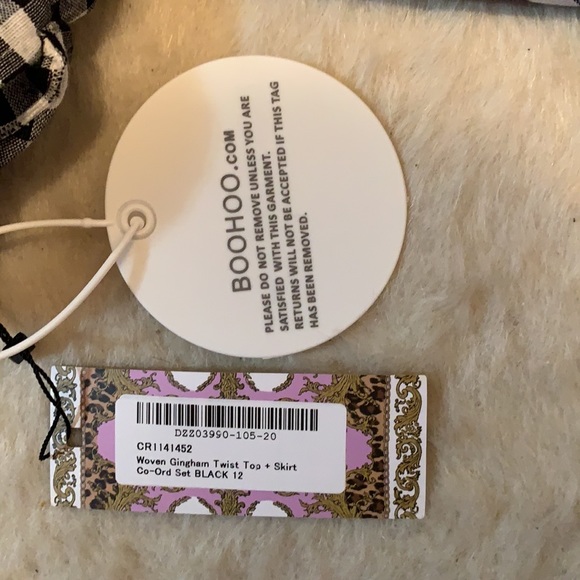 BOOHOO.COM
PLEASE DO NOT REMOVE UNLESS YOU ARE
SATISFIED WITH THIS GARMENT.
RETURNS WILL NOT BE ACCEPTED IF THIS TAG
HAS BEEN REMOVED.
DZZ03990-105-20
CR1141452
Woven Gingham Twist Top + Skirt
Co-Ord Set BLACK 12